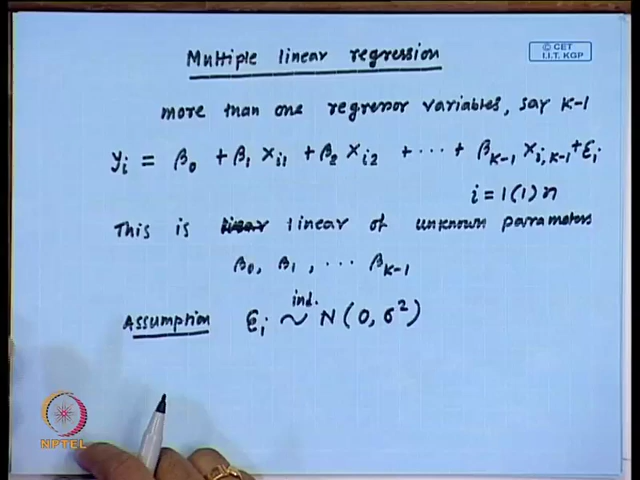 Multiple linear regression
© CET
I.I.T. KGP
more than one regressor variables, say K-1
yᵢ = β₀ + β₁ xᵢ₁ + β₂ xᵢ₂ + ⋯ + βₖ₋₁ xᵢ,ₖ₋₁ + εᵢ
i = 1(1) n
This is linear of unknown parameters
β₀, β₁, ⋯ βₖ₋₁
Assumption εᵢ ind. ~ N(0, σ²)
NPTEL